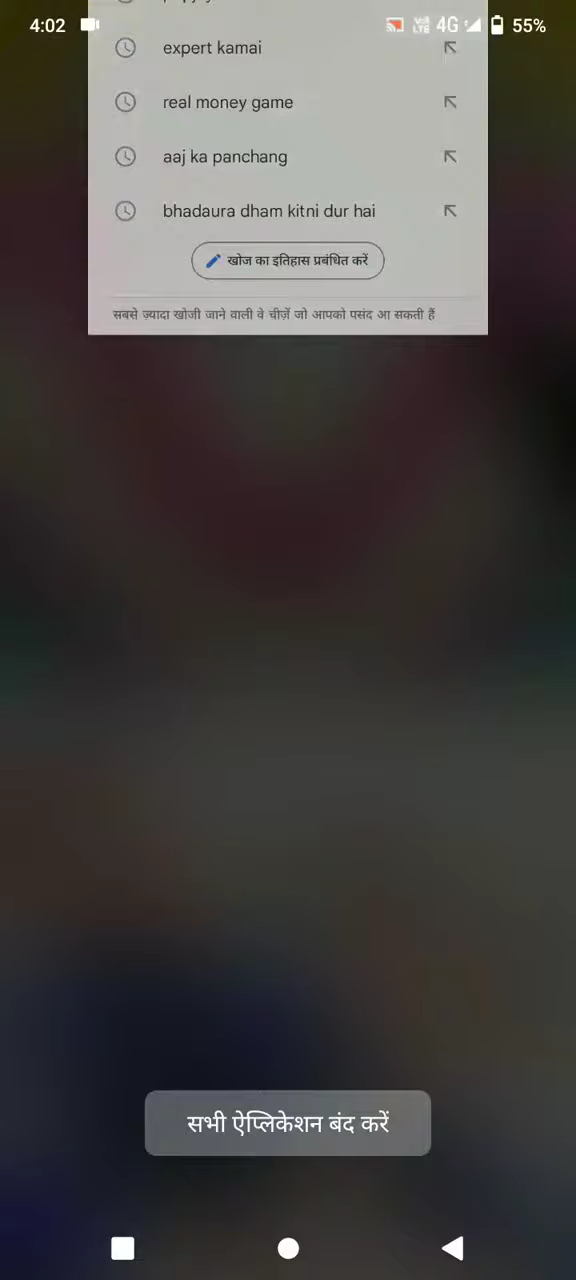 4:02
4G
55%
expert kamai
real money game
aaj ka panchang
bhadaura dham kitni dur hai
खोज का इतिहास प्रबंधित करें
सबसे ज़्यादा खोजी जाने वाली वे चीज़ें जो आपको पसंद आ सकती हैं
सभी ऐप्लिकेशन बंद करें